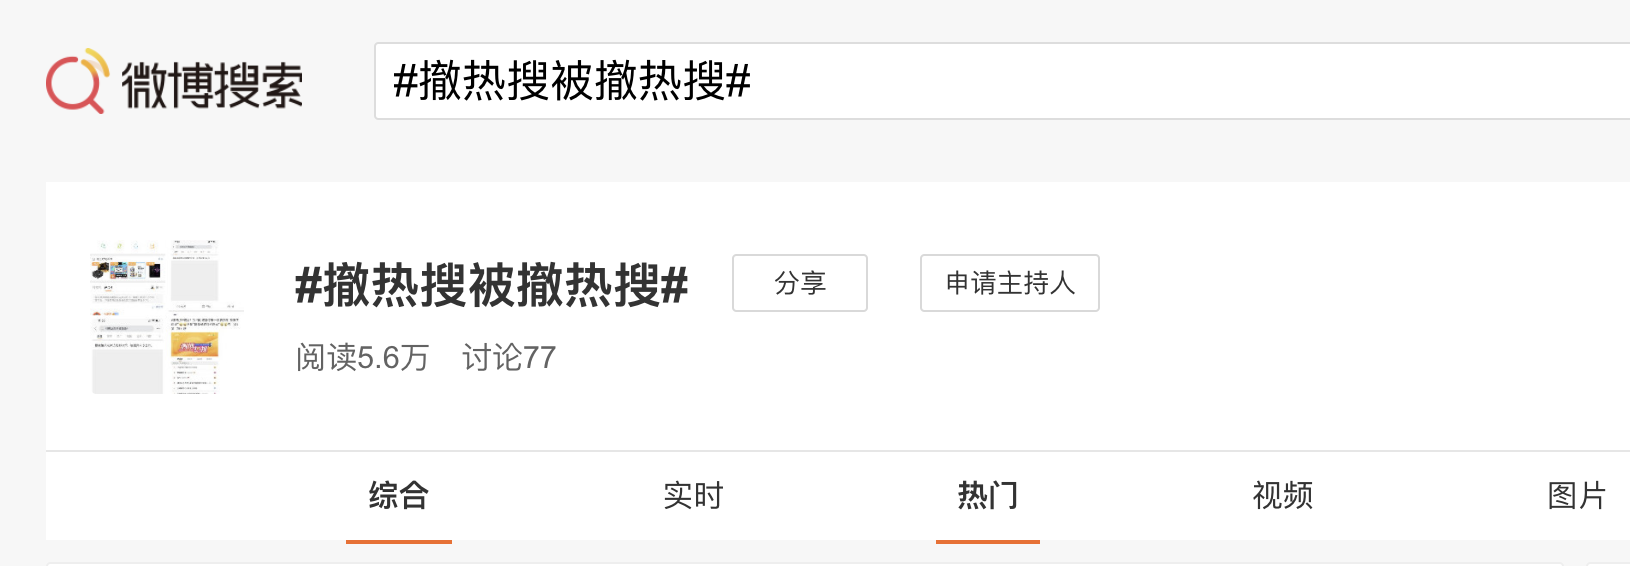 微博搜索
#撤热搜被撤热搜#
#撤热搜被撤热搜#
分享
申请主持人
阅读5.6万 讨论77
综合 实时 热门 视频 图片